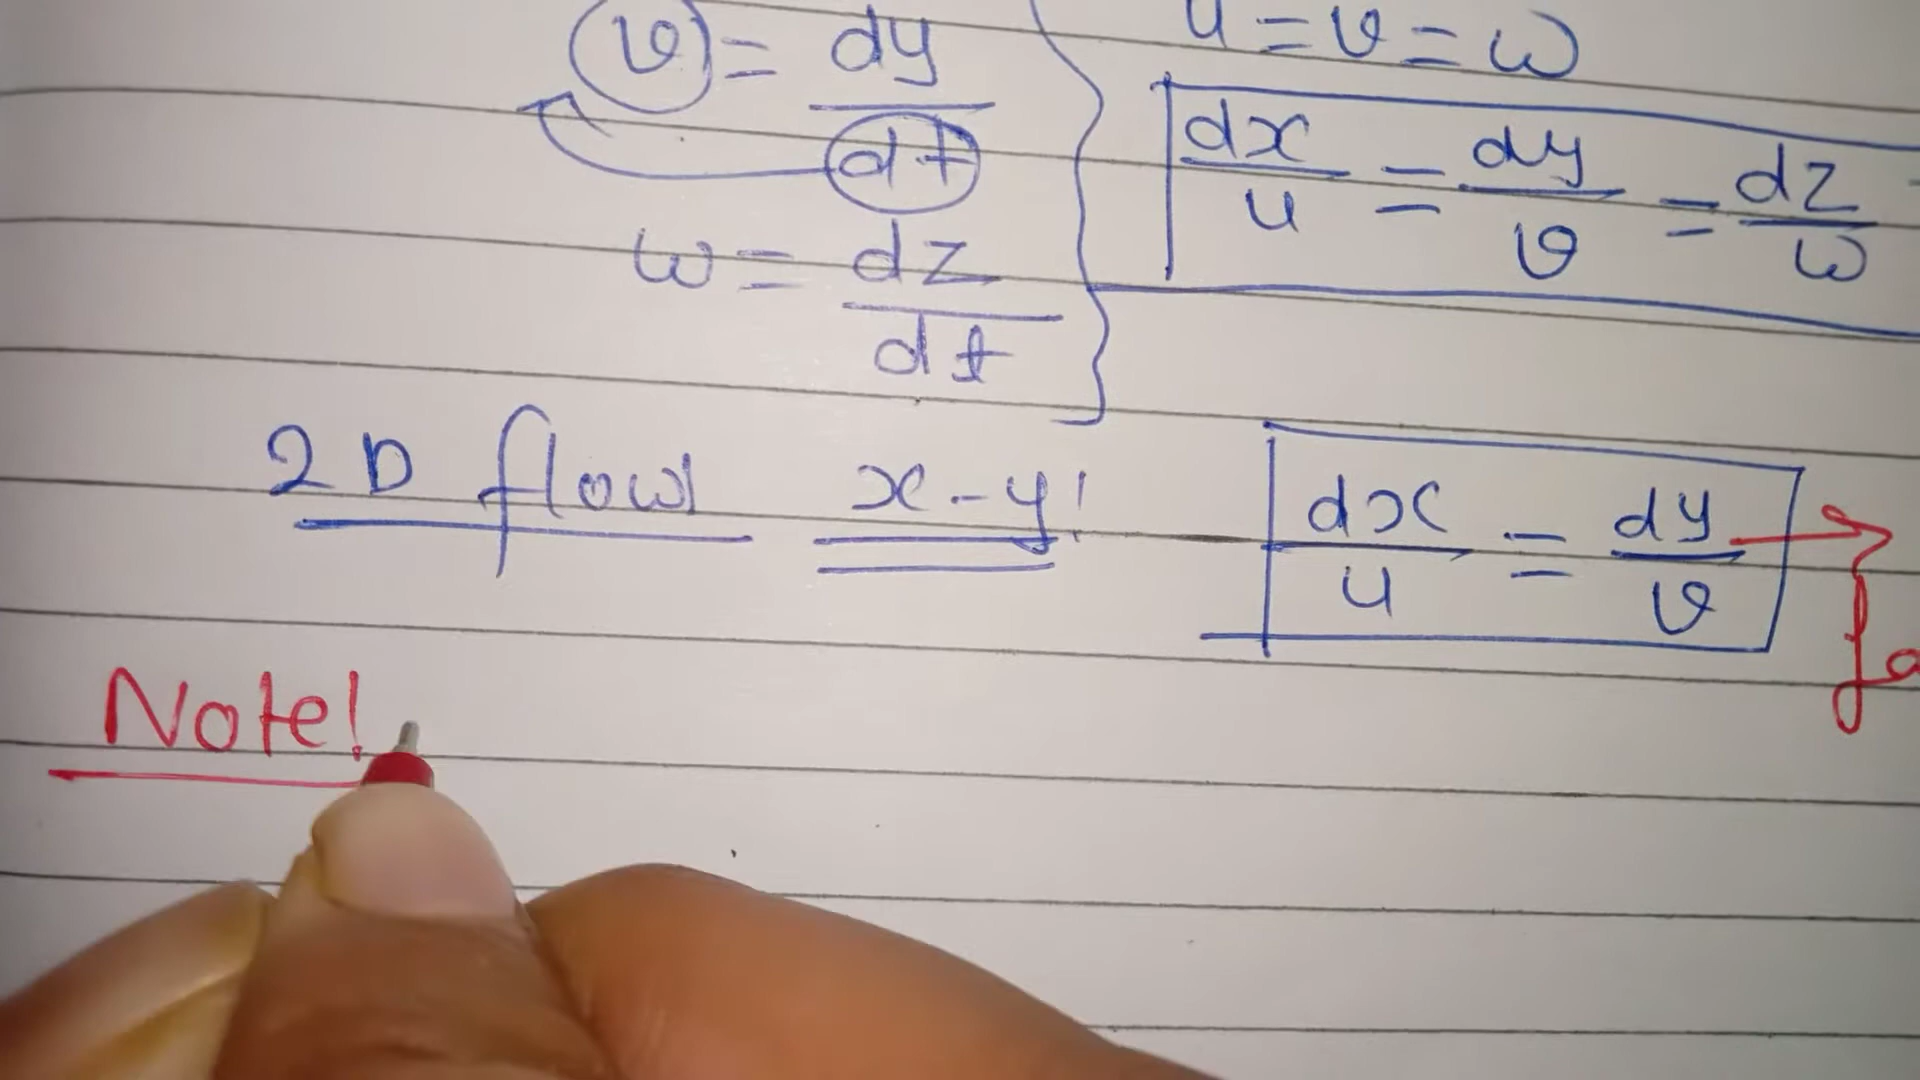 v = dy/dt
w = dz/dt
u = v = w
dx/u = dy/v = dz/w
2D flow x-y!
dx/u = dy/v →
Note!